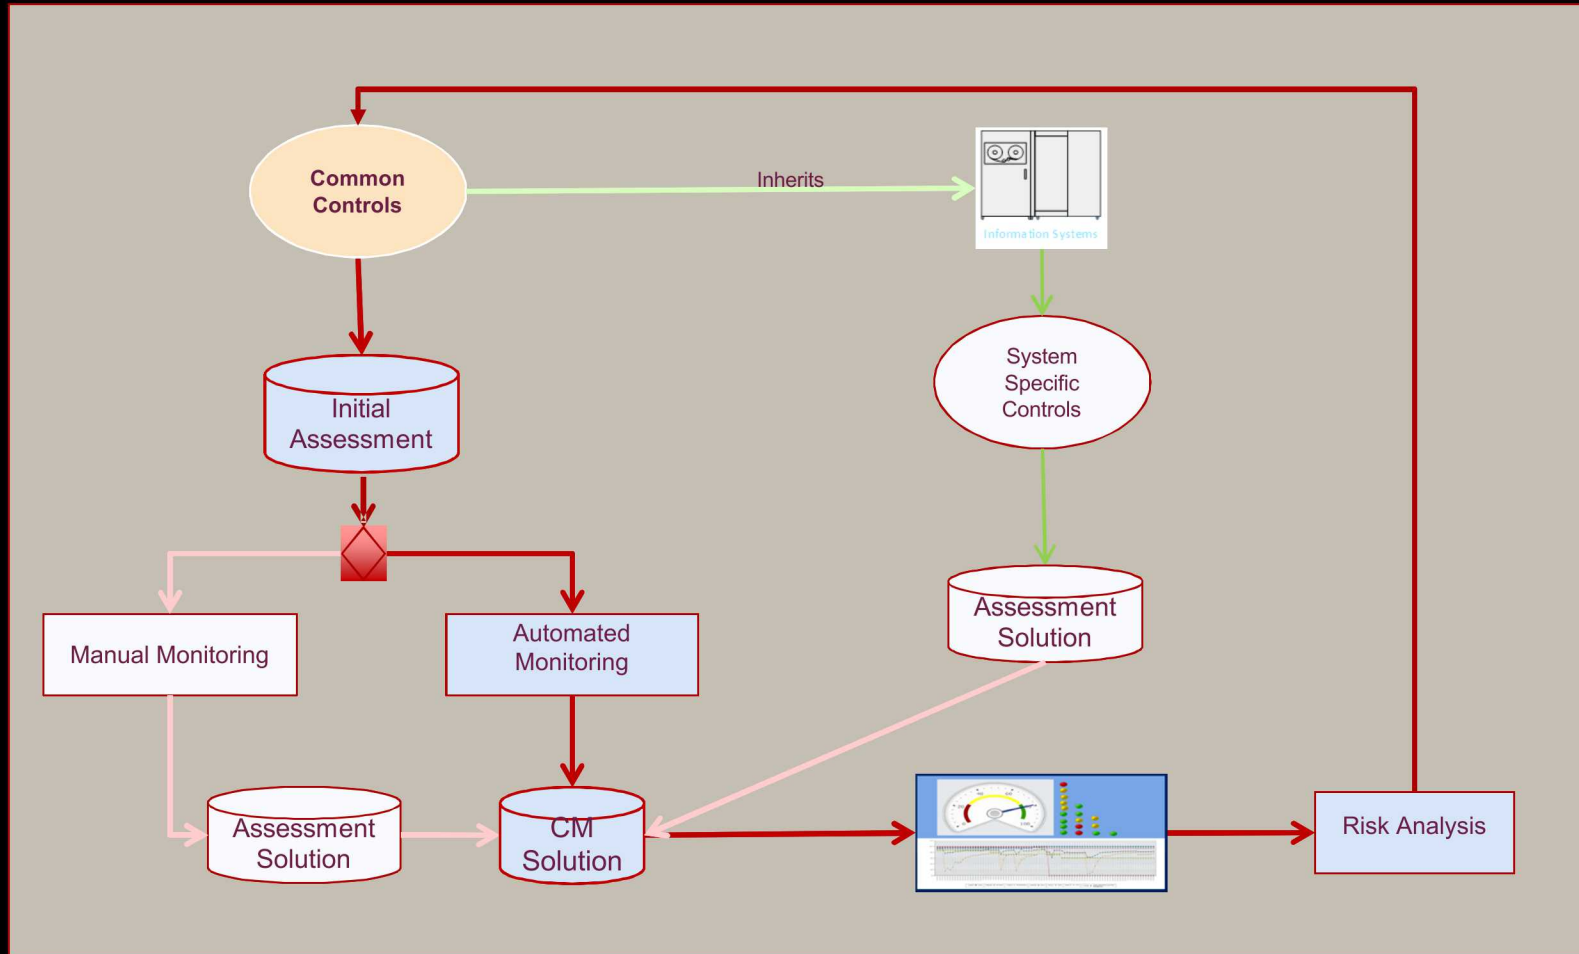 Common
Controls
Inherits
Information Systems
System
Specific
Controls
Initial
Assessment
Manual Monitoring
Automated
Monitoring
Assessment
Solution
Assessment
Solution
CM
Solution
Risk Analysis